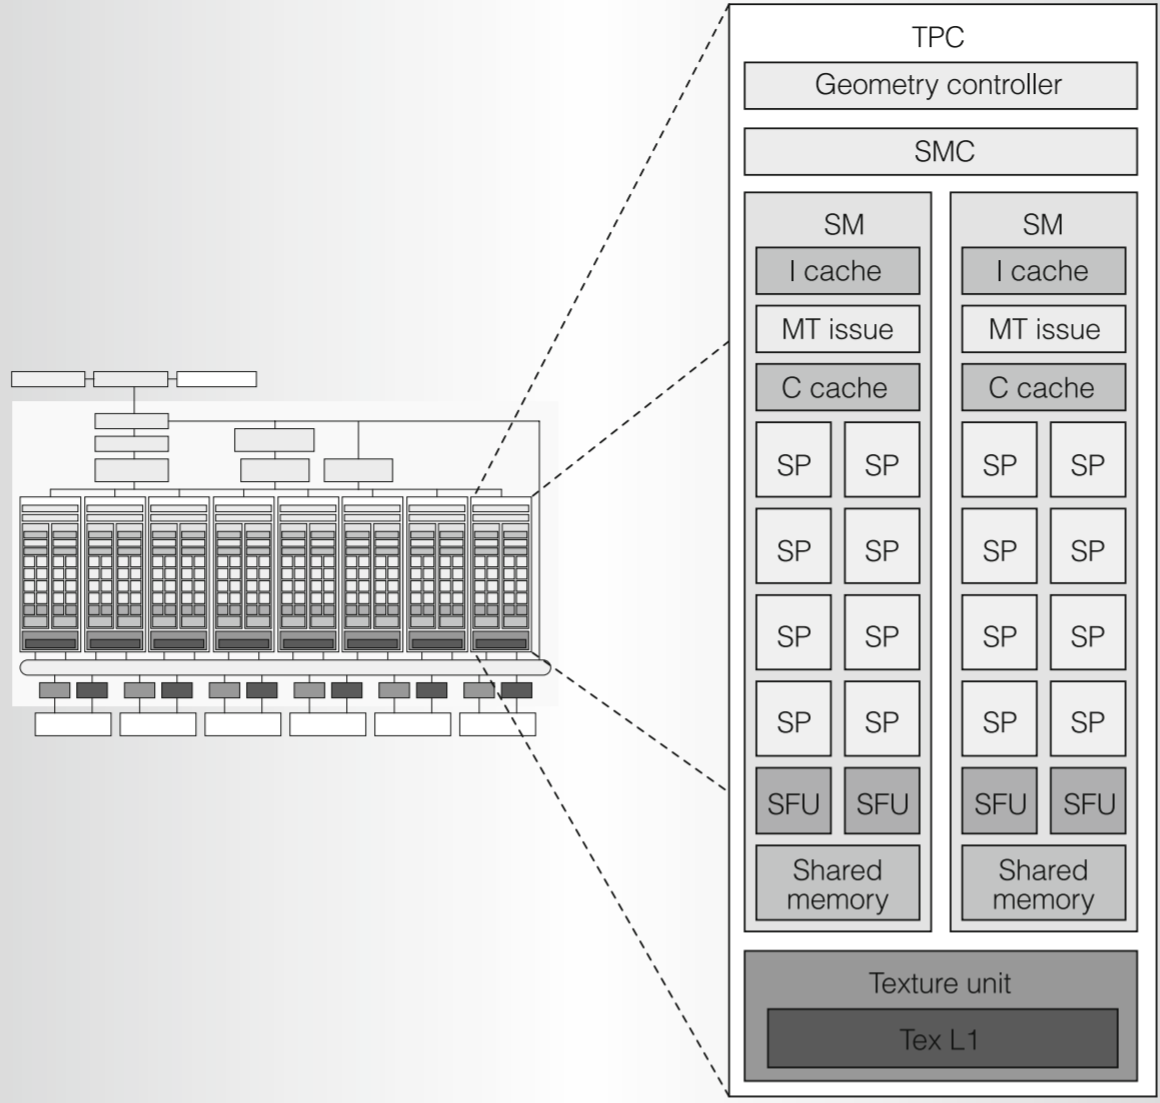 TPC
Geometry controller
SMC
SM
I cache
MT issue
C cache
SP SP
SP SP
SP SP
SP SP
SFU SFU
Shared
memory
SM
I cache
MT issue
C cache
SP SP
SP SP
SP SP
SP SP
SFU SFU
Shared
memory
Texture unit
Tex L1